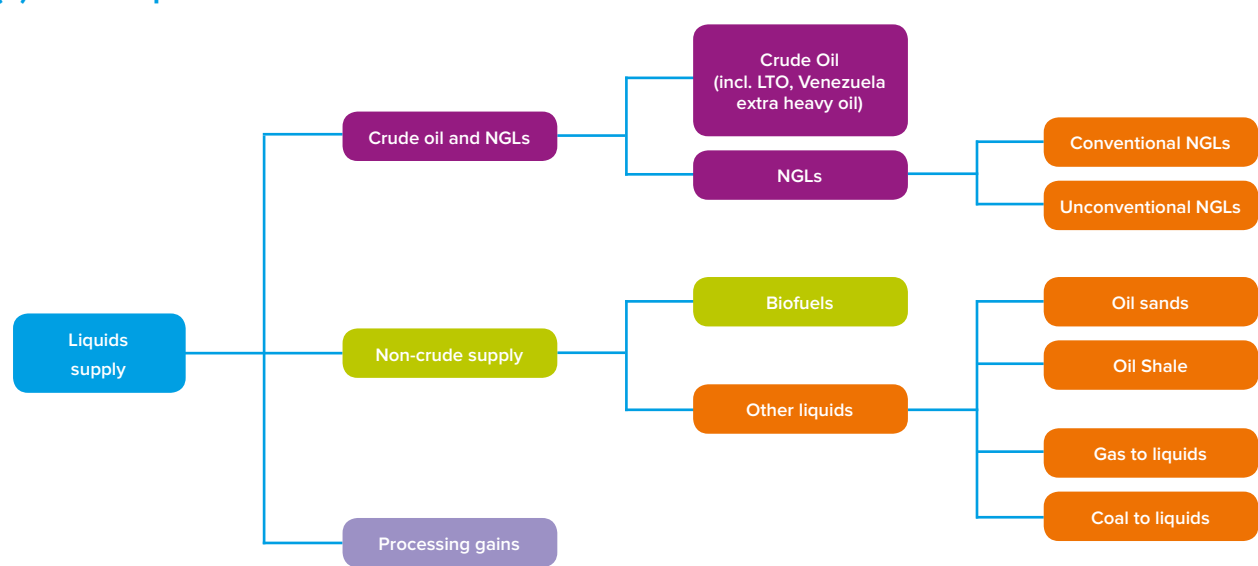 Crude Oil
(incl. LTO, Venezuela
extra heavy oil)
Crude oil and NGLs
Conventional NGLs
NGLs
Unconventional NGLs
Biofuels
Oil sands
Liquids
supply
Non-crude supply
Oil Shale
Other liquids
Gas to liquids
Coal to liquids
Processing gains